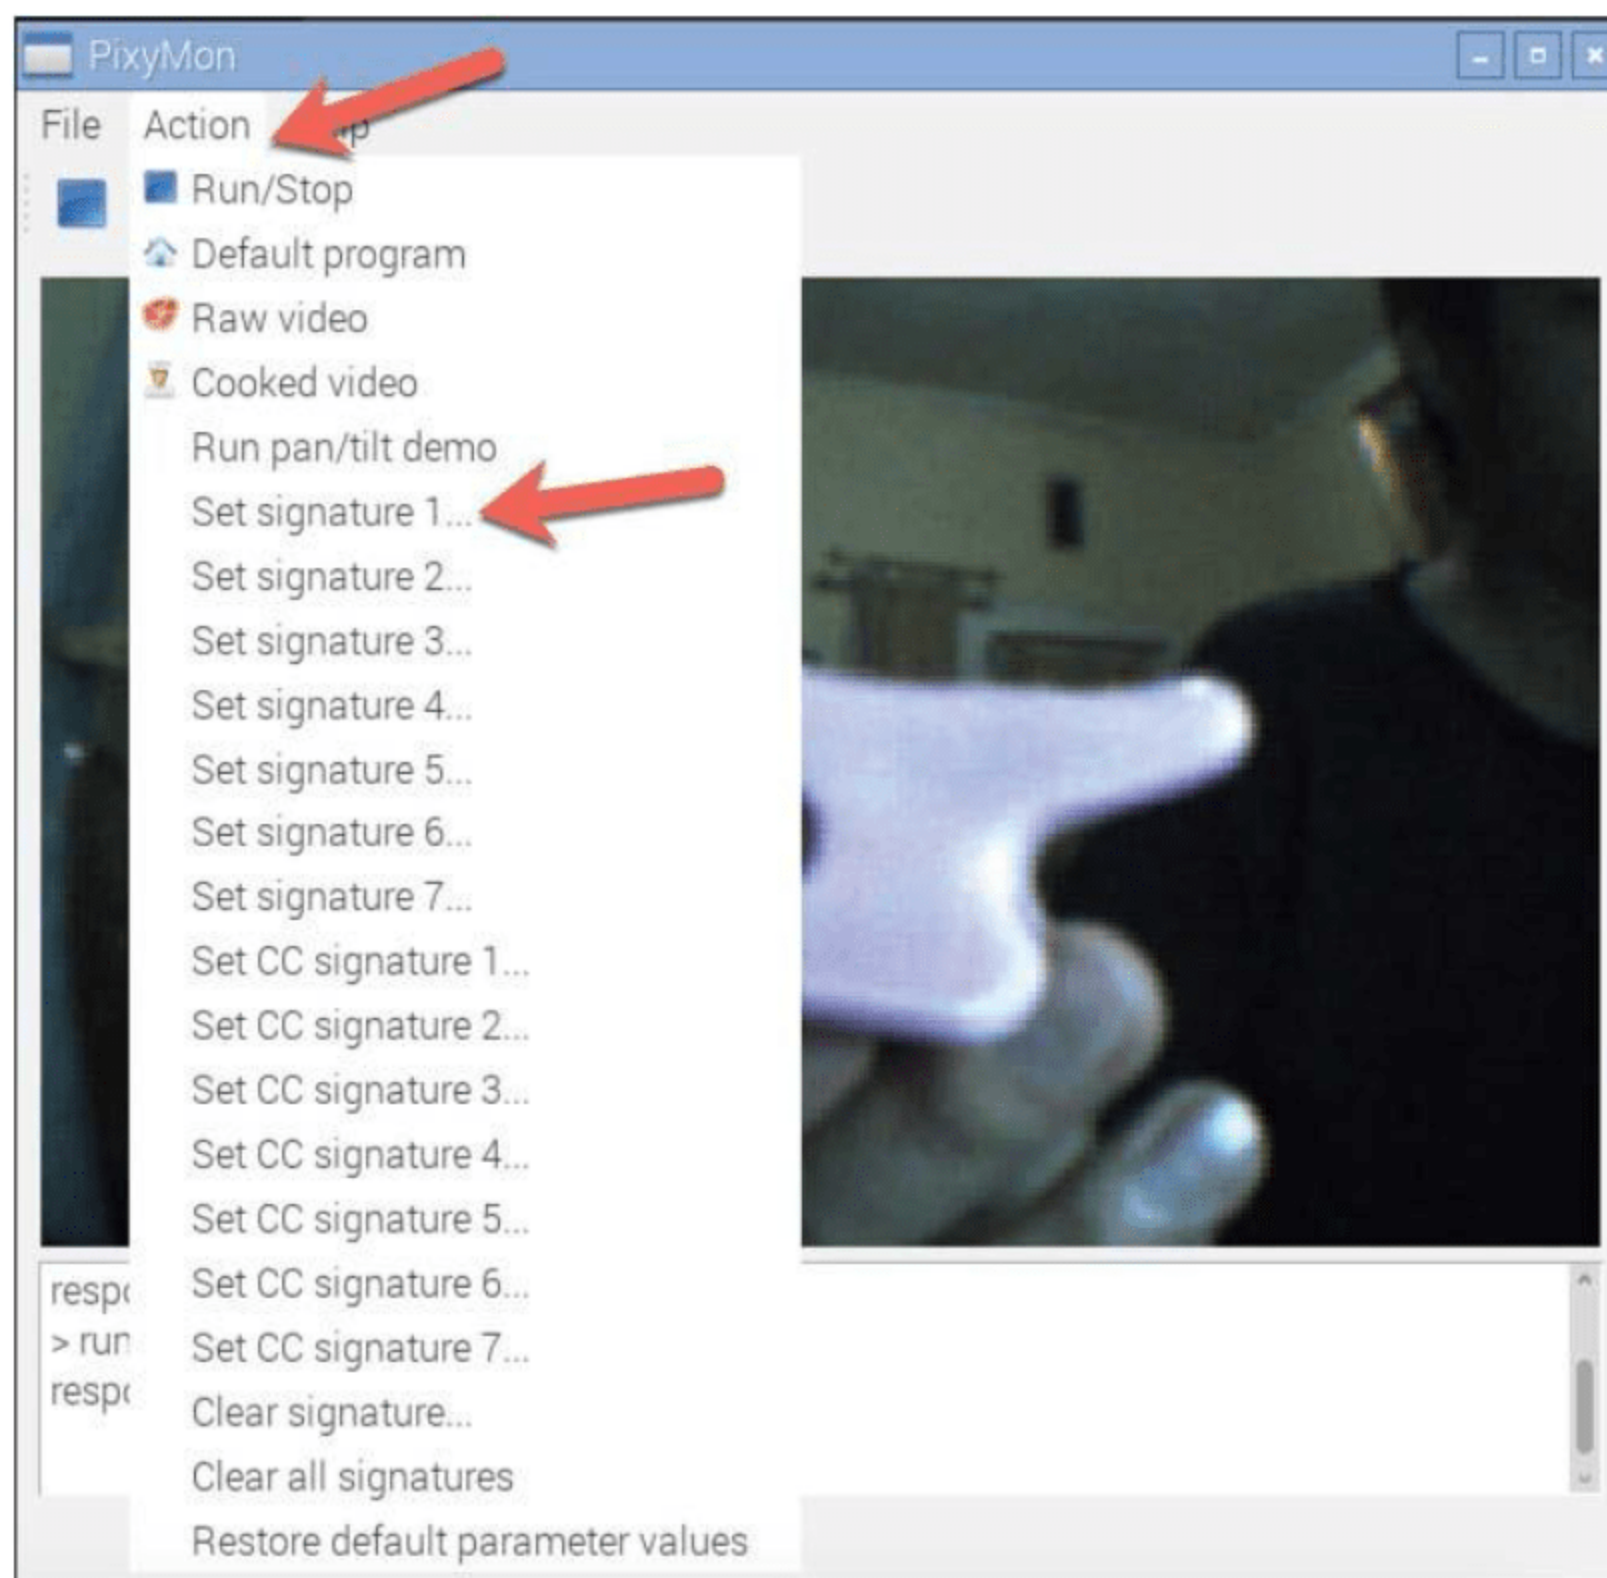 PixyMon
File Action
Run/Stop
Default program
Raw video
Cooked video
Run pan/tilt demo
Set signature 1...
Set signature 2...
Set signature 3...
Set signature 4...
Set signature 5...
Set signature 6...
Set signature 7...
Set CC signature 1...
Set CC signature 2...
Set CC signature 3...
Set CC signature 4...
Set CC signature 5...
Set CC signature 6...
Set CC signature 7...
Clear signature...
Clear all signatures
Restore default parameter values
> run